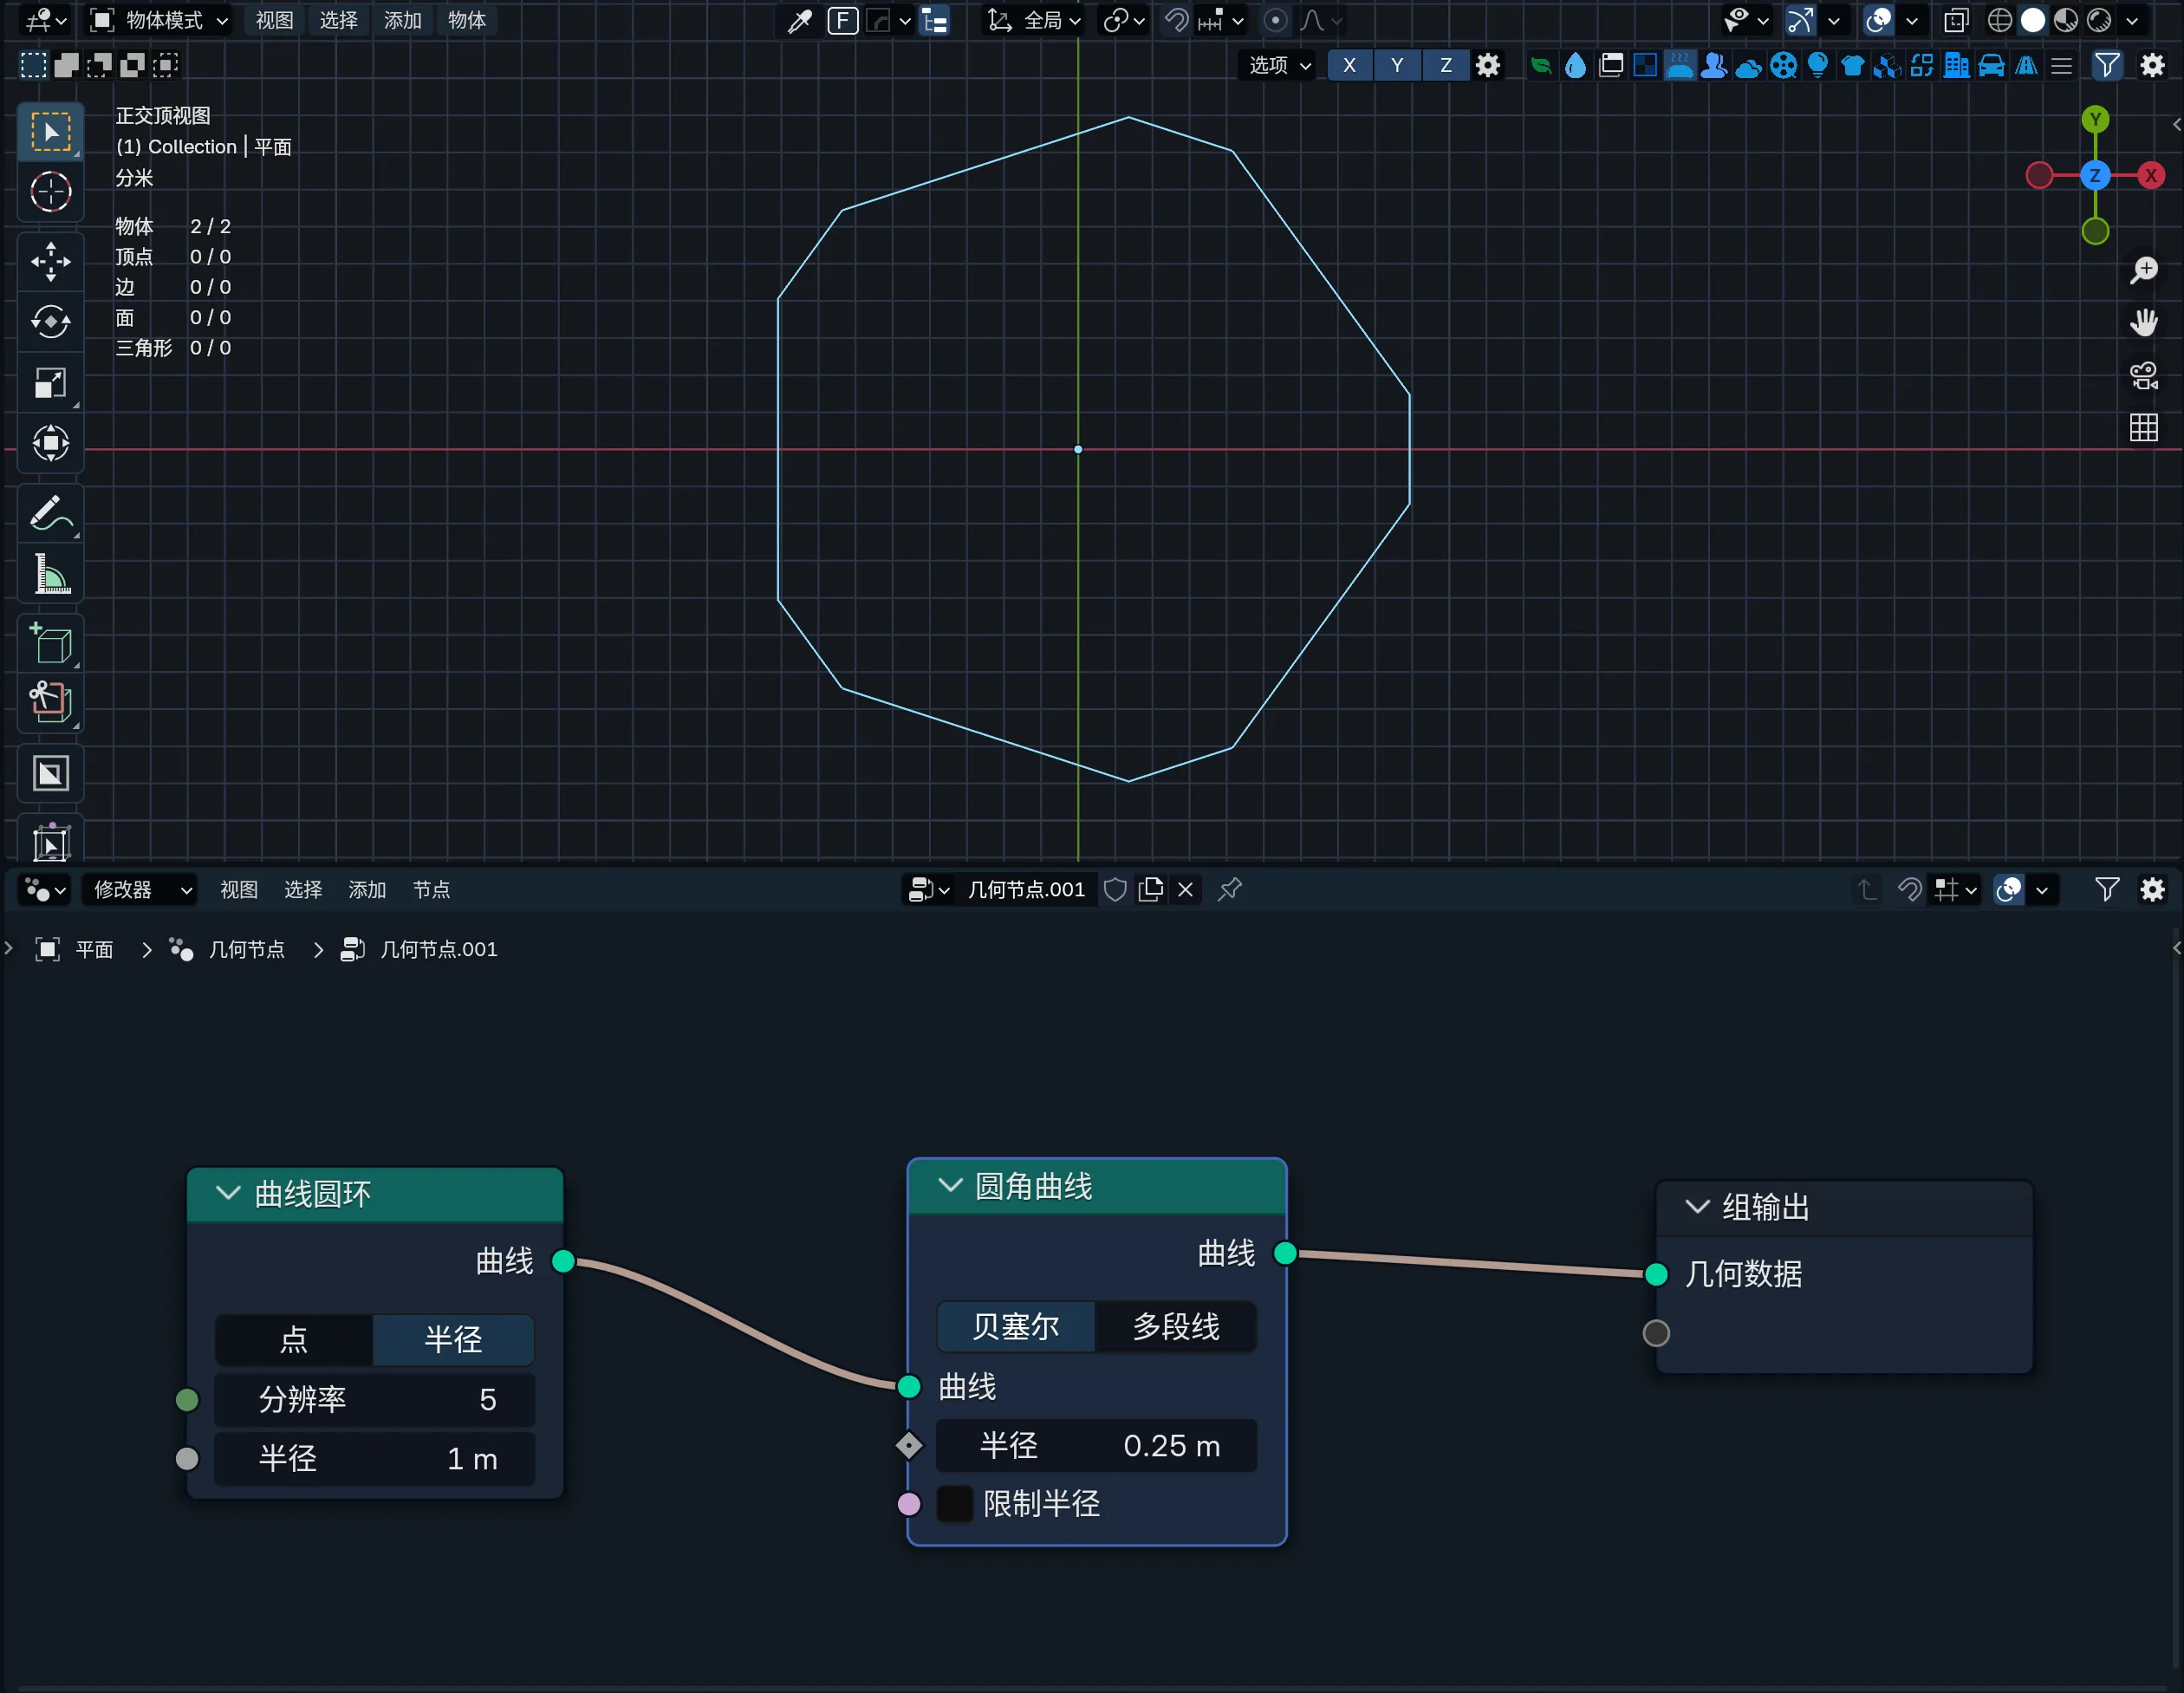 物体模式 视图 选择 添加 物体 F 全局
选项 X Y Z
正交顶视图
(1) Collection | 平面
分米
物体 2 / 2
顶点 0 / 0
边 0 / 0
面 0 / 0
三角形 0 / 0
Y
Z X
修改器 视图 选择 添加 节点 几何节点.001
平面 几何节点 几何节点.001
曲线圆环
曲线
点 半径
分辨率 5
半径 1 m
圆角曲线
曲线
贝塞尔 多段线
曲线
半径 0.25 m
限制半径
组输出
几何数据